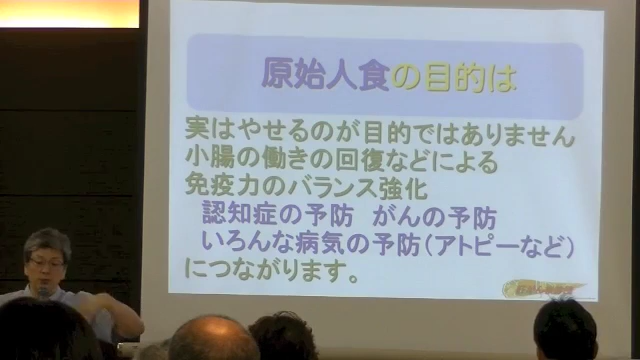 原始人食の目的は
実はやせるのが目的ではありません
小腸の働きの回復などによる
免疫力のバランス強化
認知症の予防 がんの予防
いろんな病気の予防(アトピーなど)
につながります。